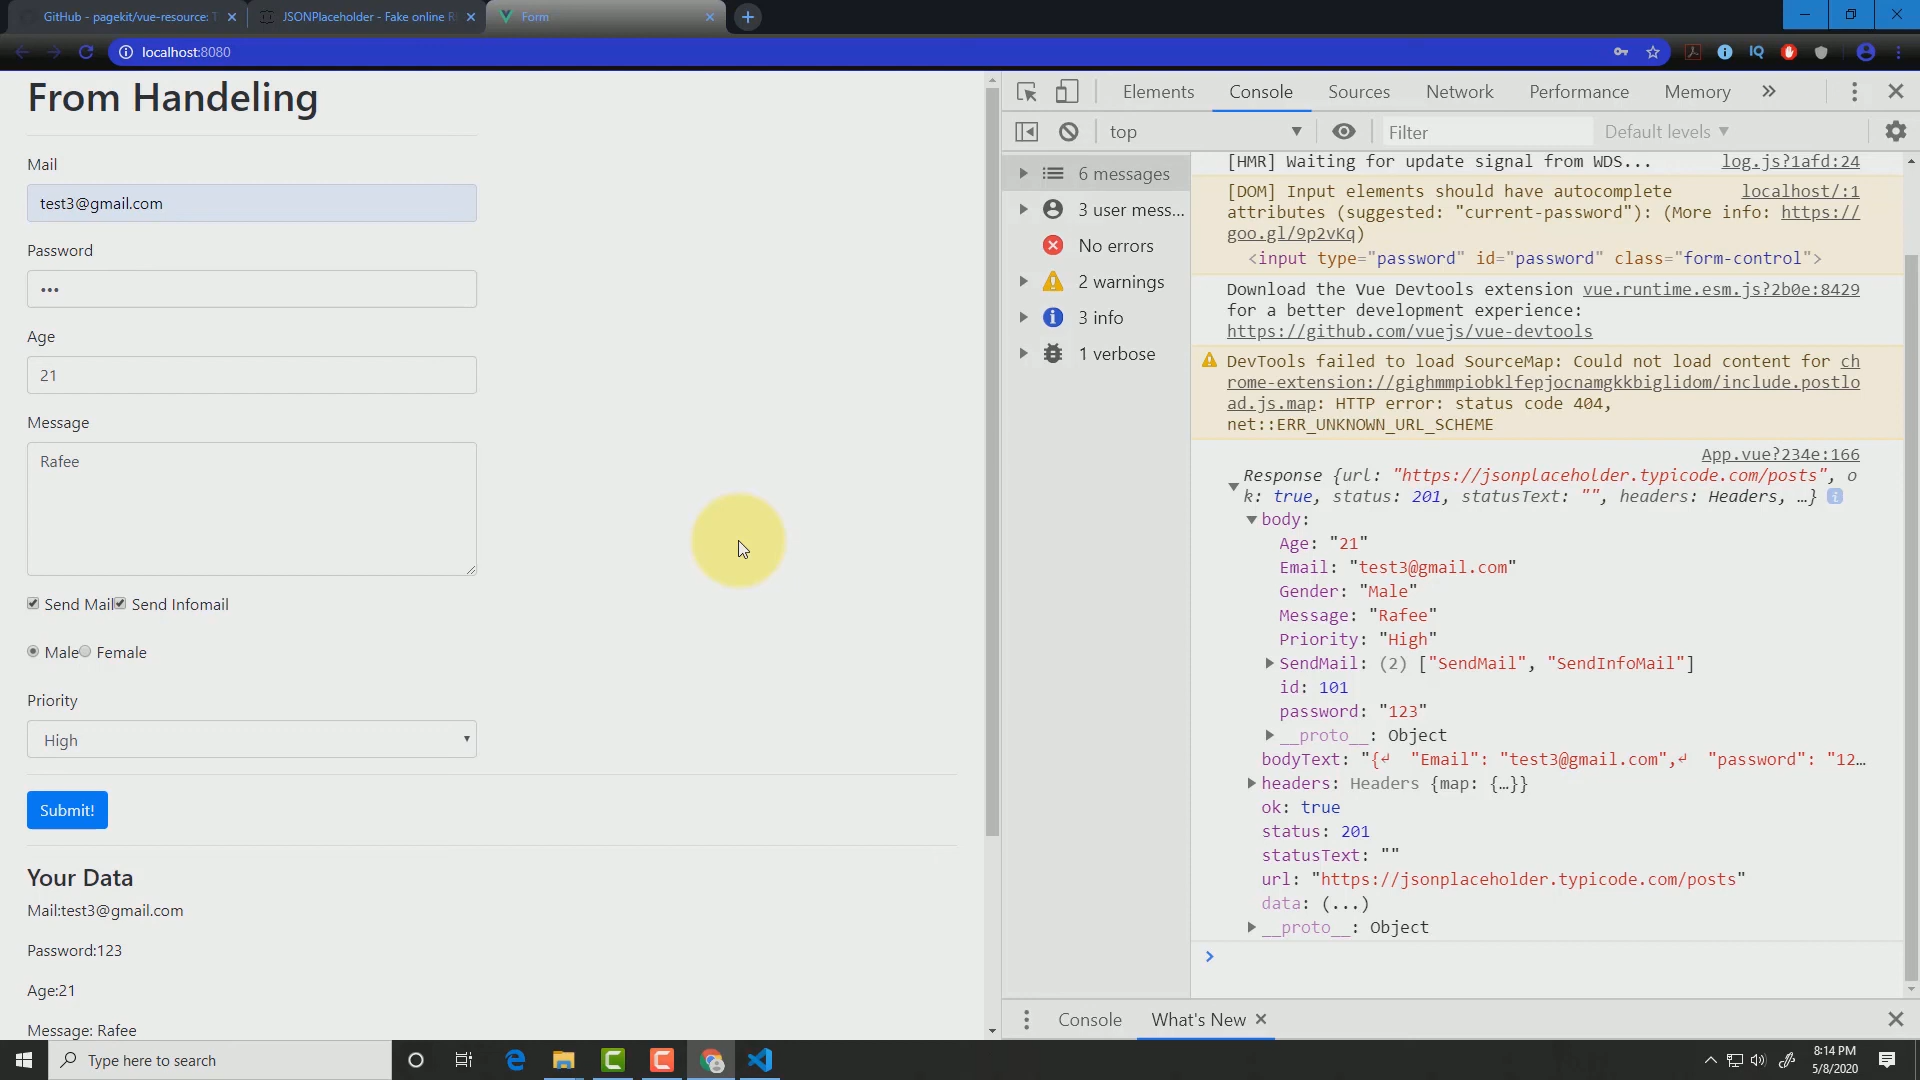 GitHub - pagekit/vue-resource: T
JSONPlaceholder - Fake online R
Form
localhost:8080
From Handeling
Mail
test3@gmail.com
Password
•••
Age
21
Message
Rafee
Send Mail Send Infomail
Male Female
Priority
High
Submit!
Your Data
Mail:test3@gmail.com
Password:123
Age:21
Message: Rafee
Elements Console Sources Network Performance Memory
top Filter Default levels
6 messages
3 user mess...
No errors
2 warnings
3 info
1 verbose
[HMR] Waiting for update signal from WDS... log.js?1afd:24
[DOM] Input elements should have autocomplete localhost/:1
attributes (suggested: "current-password"): (More info: https://
goo.gl/9p2vKq)
<input type="password" id="password" class="form-control">
Download the Vue Devtools extension vue.runtime.esm.js?2b0e:8429
for a better development experience:
https://github.com/vuejs/vue-devtools
DevTools failed to load SourceMap: Could not load content for ch
rome-extension://gighmmpiobklfepjocnamgkkbiglidom/include.postlo
ad.js.map: HTTP error: status code 404,
net::ERR_UNKNOWN_URL_SCHEME
App.vue?234e:166
Response {url: "https://jsonplaceholder.typicode.com/posts", o
k: true, status: 201, statusText: "", headers: Headers, …}
body:
Age: "21"
Email: "test3@gmail.com"
Gender: "Male"
Message: "Rafee"
Priority: "High"
SendMail: (2) ["SendMail", "SendInfoMail"]
id: 101
password: "123"
__proto__: Object
bodyText: "{↵ "Email": "test3@gmail.com",↵ "password": "12…
headers: Headers {map: {…}}
ok: true
status: 201
statusText: ""
url: "https://jsonplaceholder.typicode.com/posts"
data: (...)
__proto__: Object
Console What's New
Type here to search
8:14 PM
5/8/2020